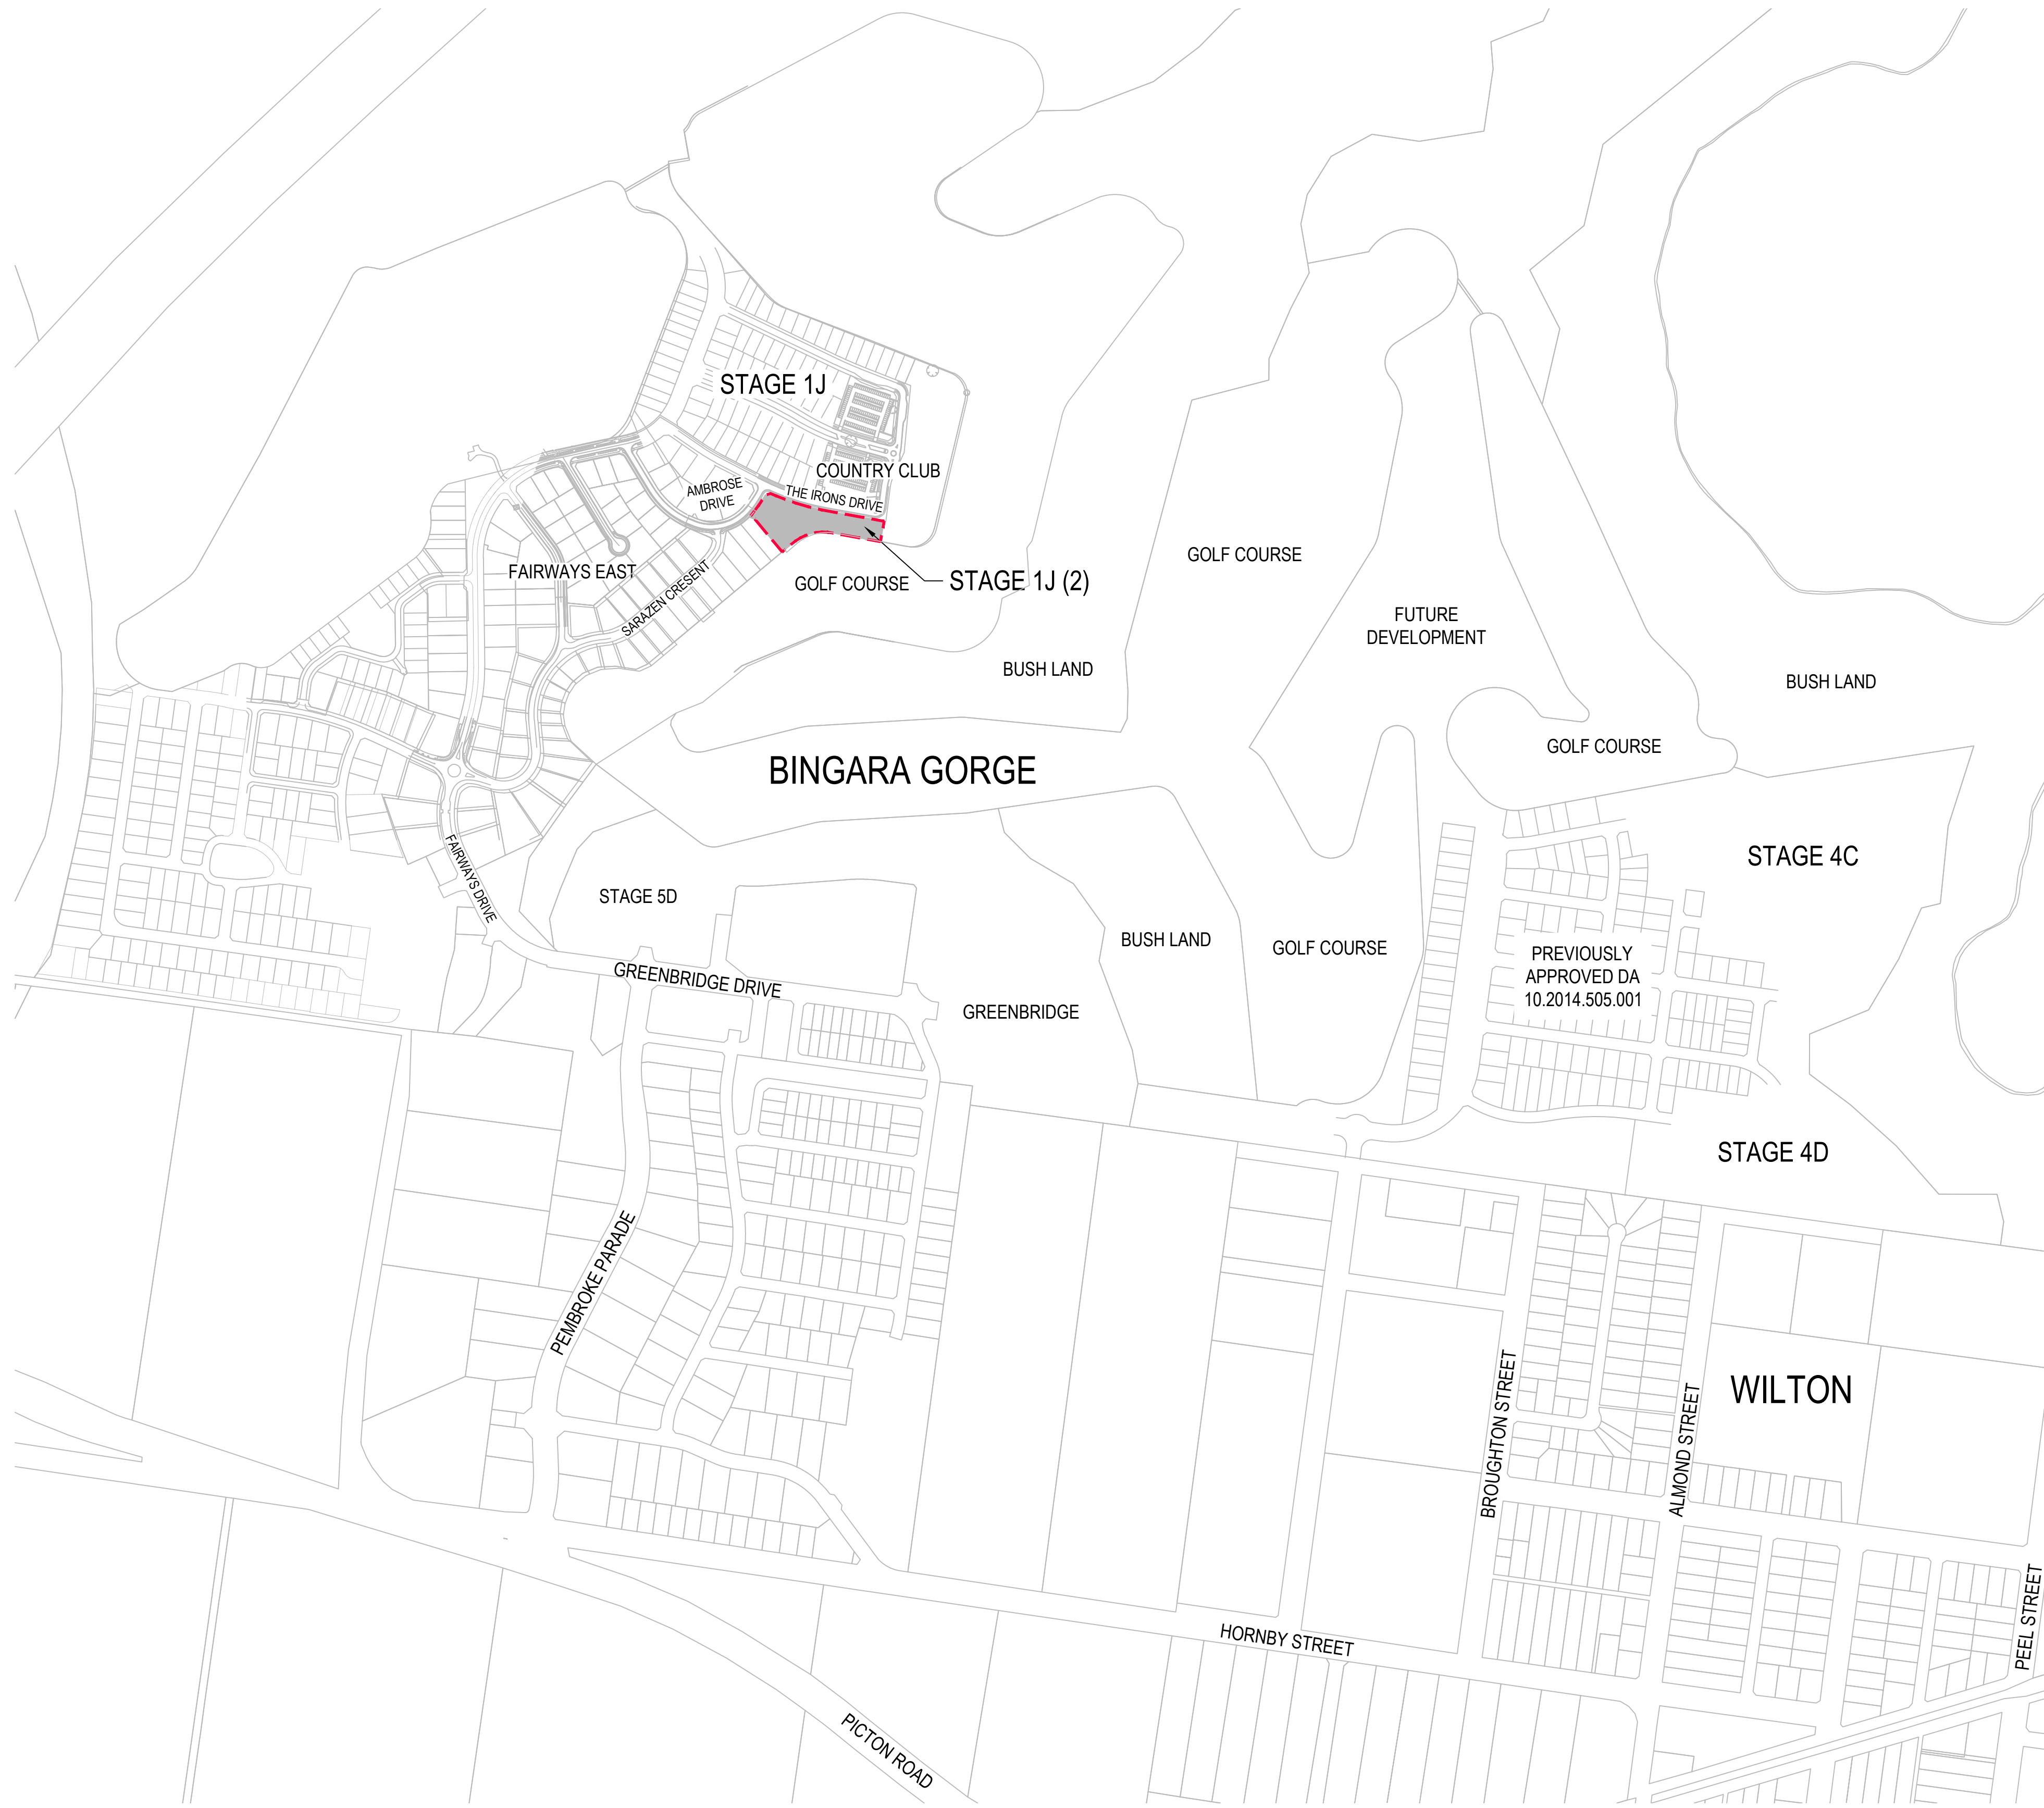 STAGE 1J
COUNTRY CLUB
AMBROSE
DRIVE
THE IRONS DRIVE
GOLF COURSE
FAIRWAYS EAST
STAGE 1J (2)
GOLF COURSE
SARAZEN CRESENT
FUTURE
DEVELOPMENT
BUSH LAND
BUSH LAND
GOLF COURSE
BINGARA GORGE
FAIRWAYS DRIVE
STAGE 4C
STAGE 5D
BUSH LAND
GOLF COURSE
PREVIOUSLY
APPROVED DA
10.2014.505.001
GREENBRIDGE DRIVE
GREENBRIDGE
STAGE 4D
PEMBROKE PARADE
WILTON
BROUGHTON STREET
ALMOND STREET
PEEL STREET
HORNBY STREET
PICTON ROAD